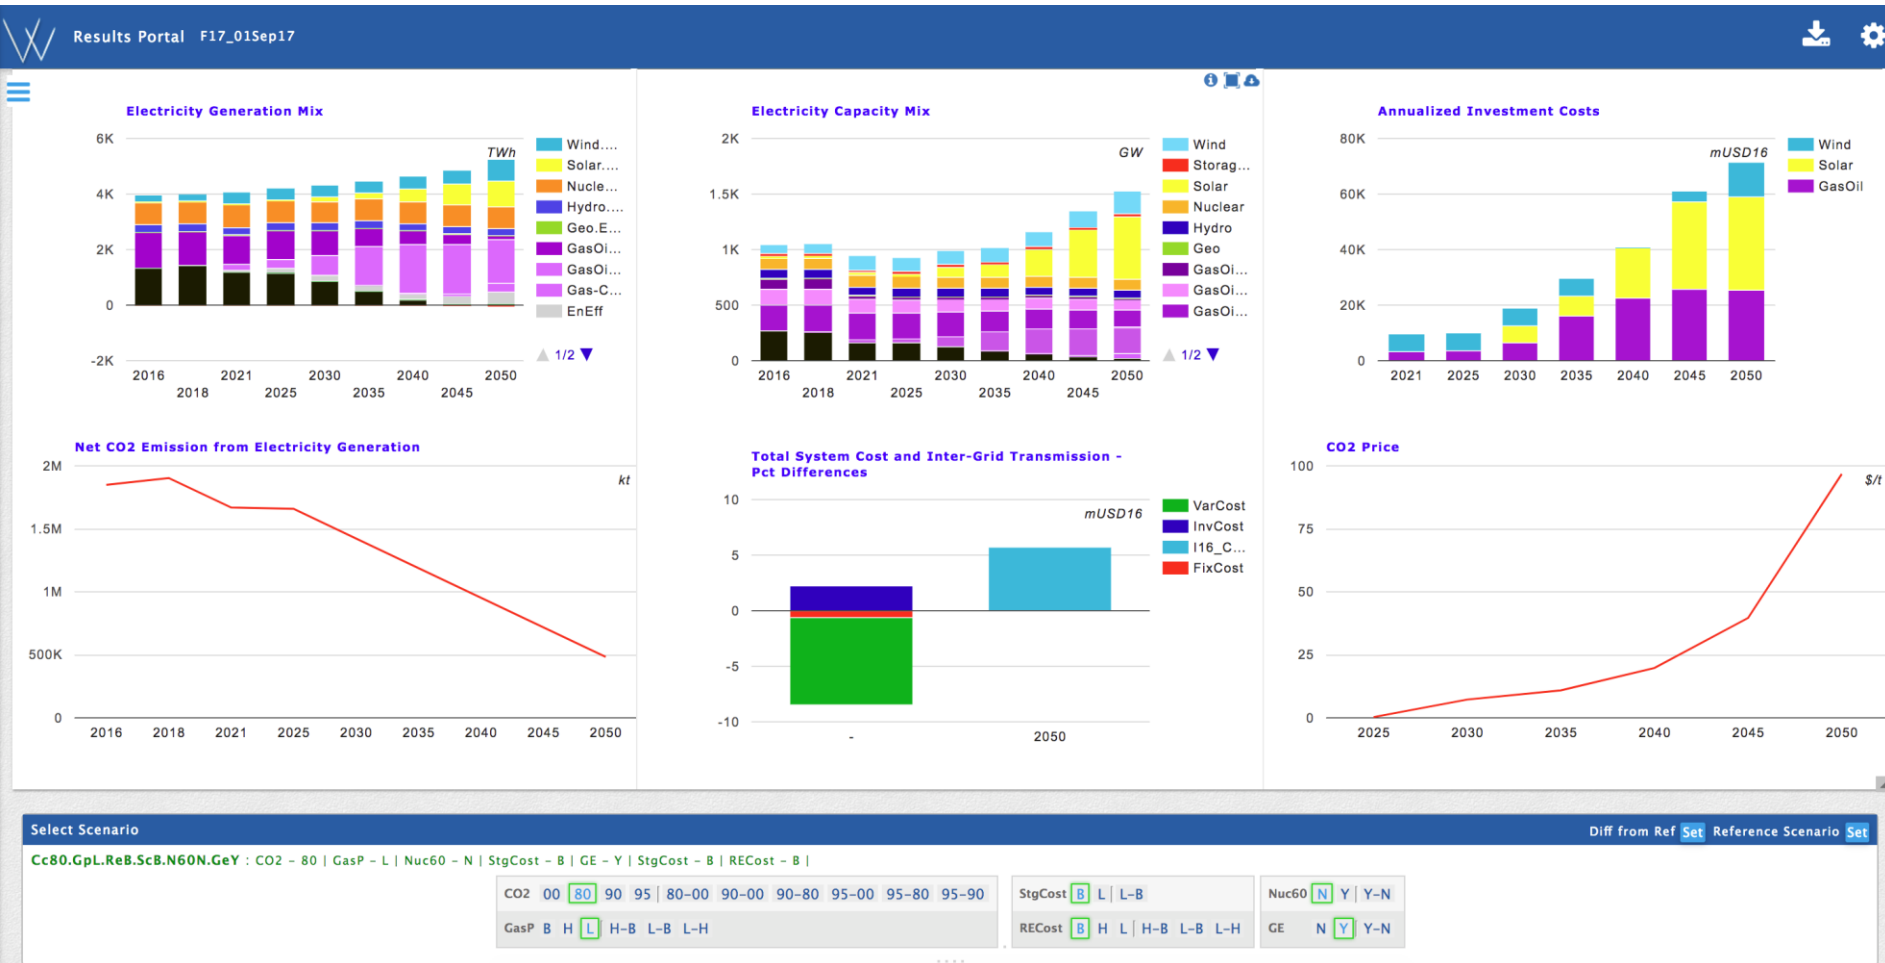 Results Portal F17_01Sep17
Electricity Generation Mix
6K
4K
2K
0
-2K
TWh
2016
2018
2021
2025
2030
2035
2040
2045
2050
Wind....
Solar....
Nucle...
Hydro....
Geo.E...
GasOi...
GasOi...
Gas-C...
EnEff
1/2
Electricity Capacity Mix
2K
1.5K
1K
500
0
GW
2016
2018
2021
2025
2030
2035
2040
2045
2050
Wind
Storag...
Solar
Nuclear
Hydro
Geo
GasOi...
GasOi...
GasOi...
1/2
Annualized Investment Costs
80K
60K
40K
20K
0
mUSD16
2021 2025 2030 2035 2040 2045 2050
Wind
Solar
GasOil
Net CO2 Emission from Electricity Generation
2M
1.5M
1M
500K
0
kt
2016 2018 2021 2025 2030 2035 2040 2045 2050
Total System Cost and Inter-Grid Transmission -
Pct Differences
10
5
0
-5
-10
mUSD16
- 2050
VarCost
InvCost
I16_C...
FixCost
CO2 Price
100
75
50
25
0
$/t
2025 2030 2035 2040 2045 2050
Select Scenario
Diff from Ref Set Reference Scenario Set
Cc80.GpL.ReB.ScB.N60N.GeY : CO2 - 80 | GasP - L | Nuc60 - N | StgCost - B | GE - Y | StgCost - B | RECost - B |
CO2 00 80 90 95 | 80-00 90-00 90-80 95-00 95-80 95-90
GasP B H L | H-B L-B L-H
StgCost B L | L-B
RECost B H L | H-B L-B L-H
Nuc60 N Y | Y-N
GE N Y | Y-N